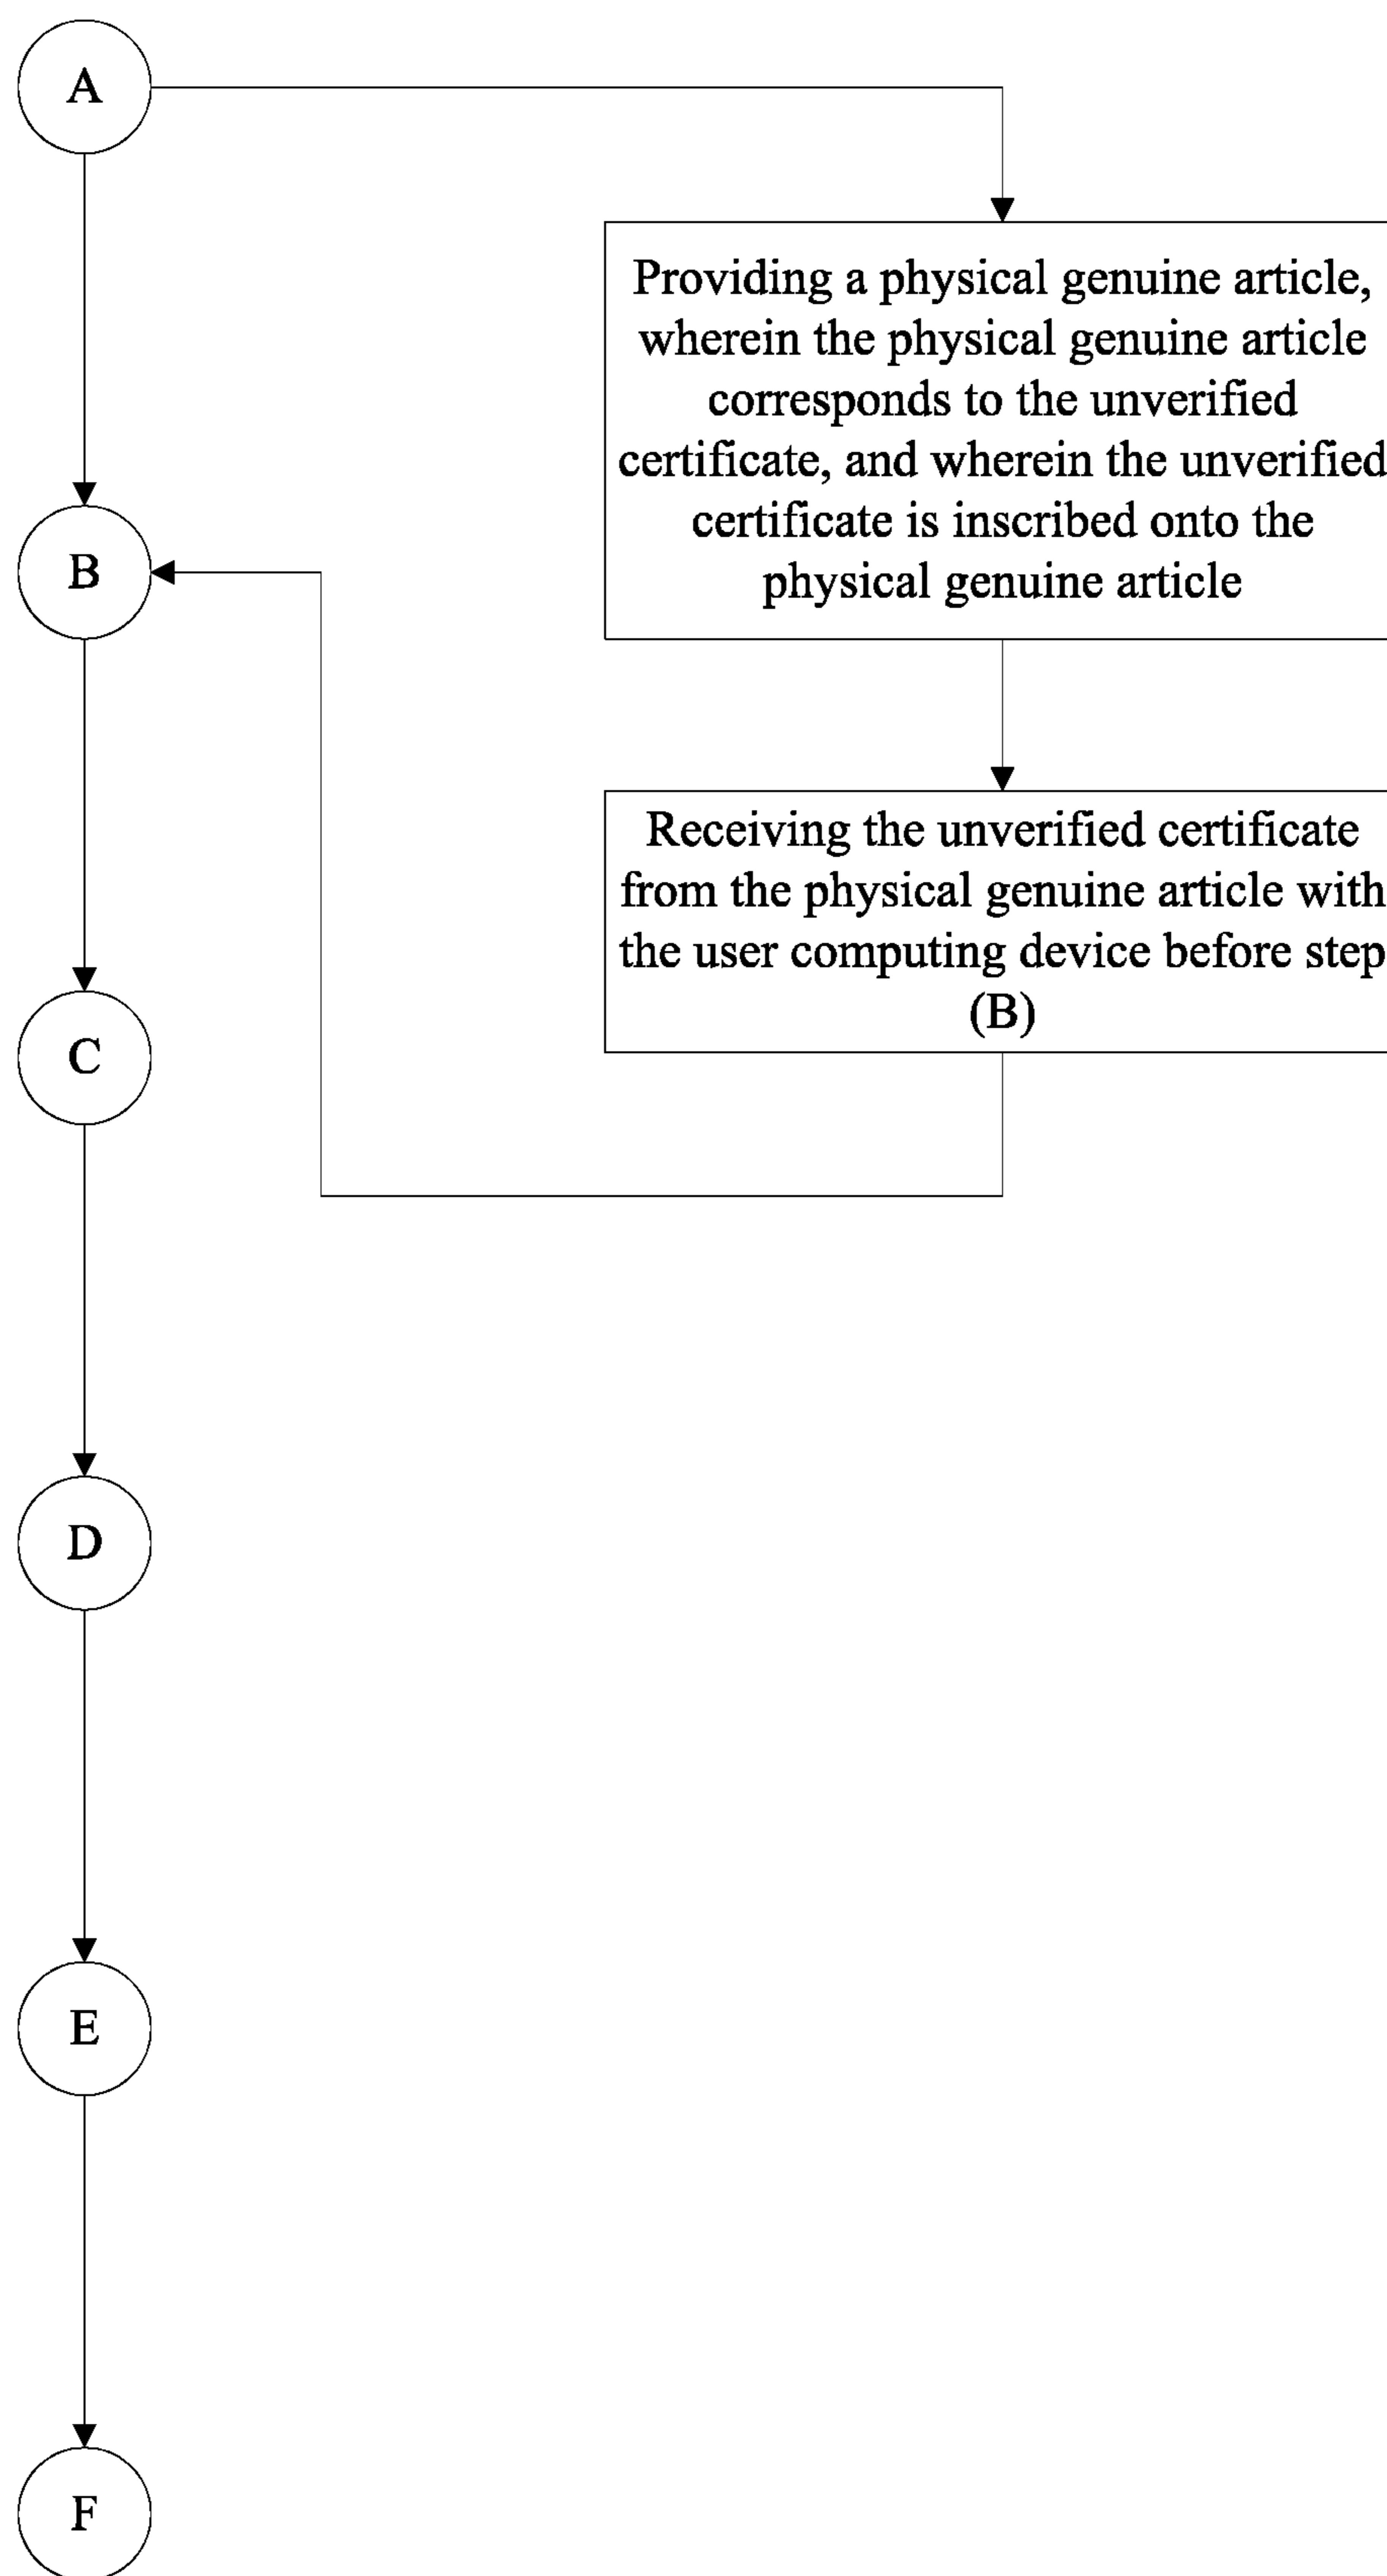 A
Providing a physical genuine article,
wherein the physical genuine article
corresponds to the unverified
certificate, and wherein the unverified
certificate is inscribed onto the
physical genuine article
B
Receiving the unverified certificate
from the physical genuine article with
the user computing device before step
(B)
C
D
E
F